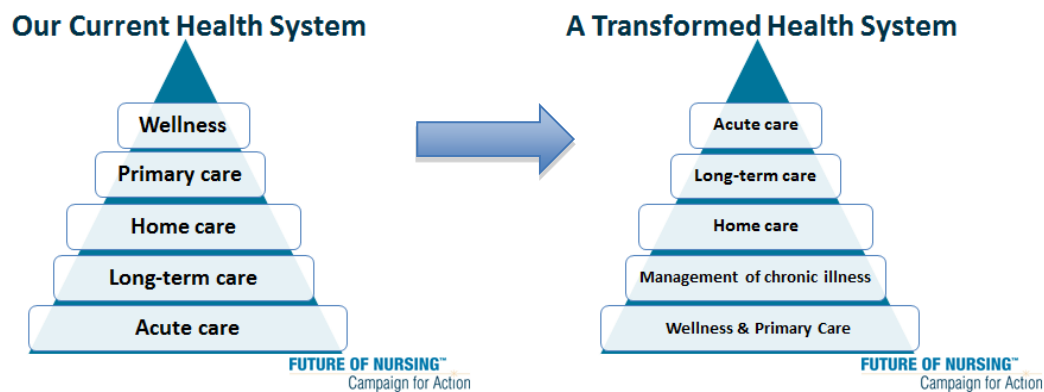 Our Current Health System
Wellness
Primary care
Home care
Long-term care
Acute care
FUTURE OF NURSING™
Campaign for Action
A Transformed Health System
Acute care
Long-term care
Home care
Management of chronic illness
Wellness & Primary Care
FUTURE OF NURSING™
Campaign for Action